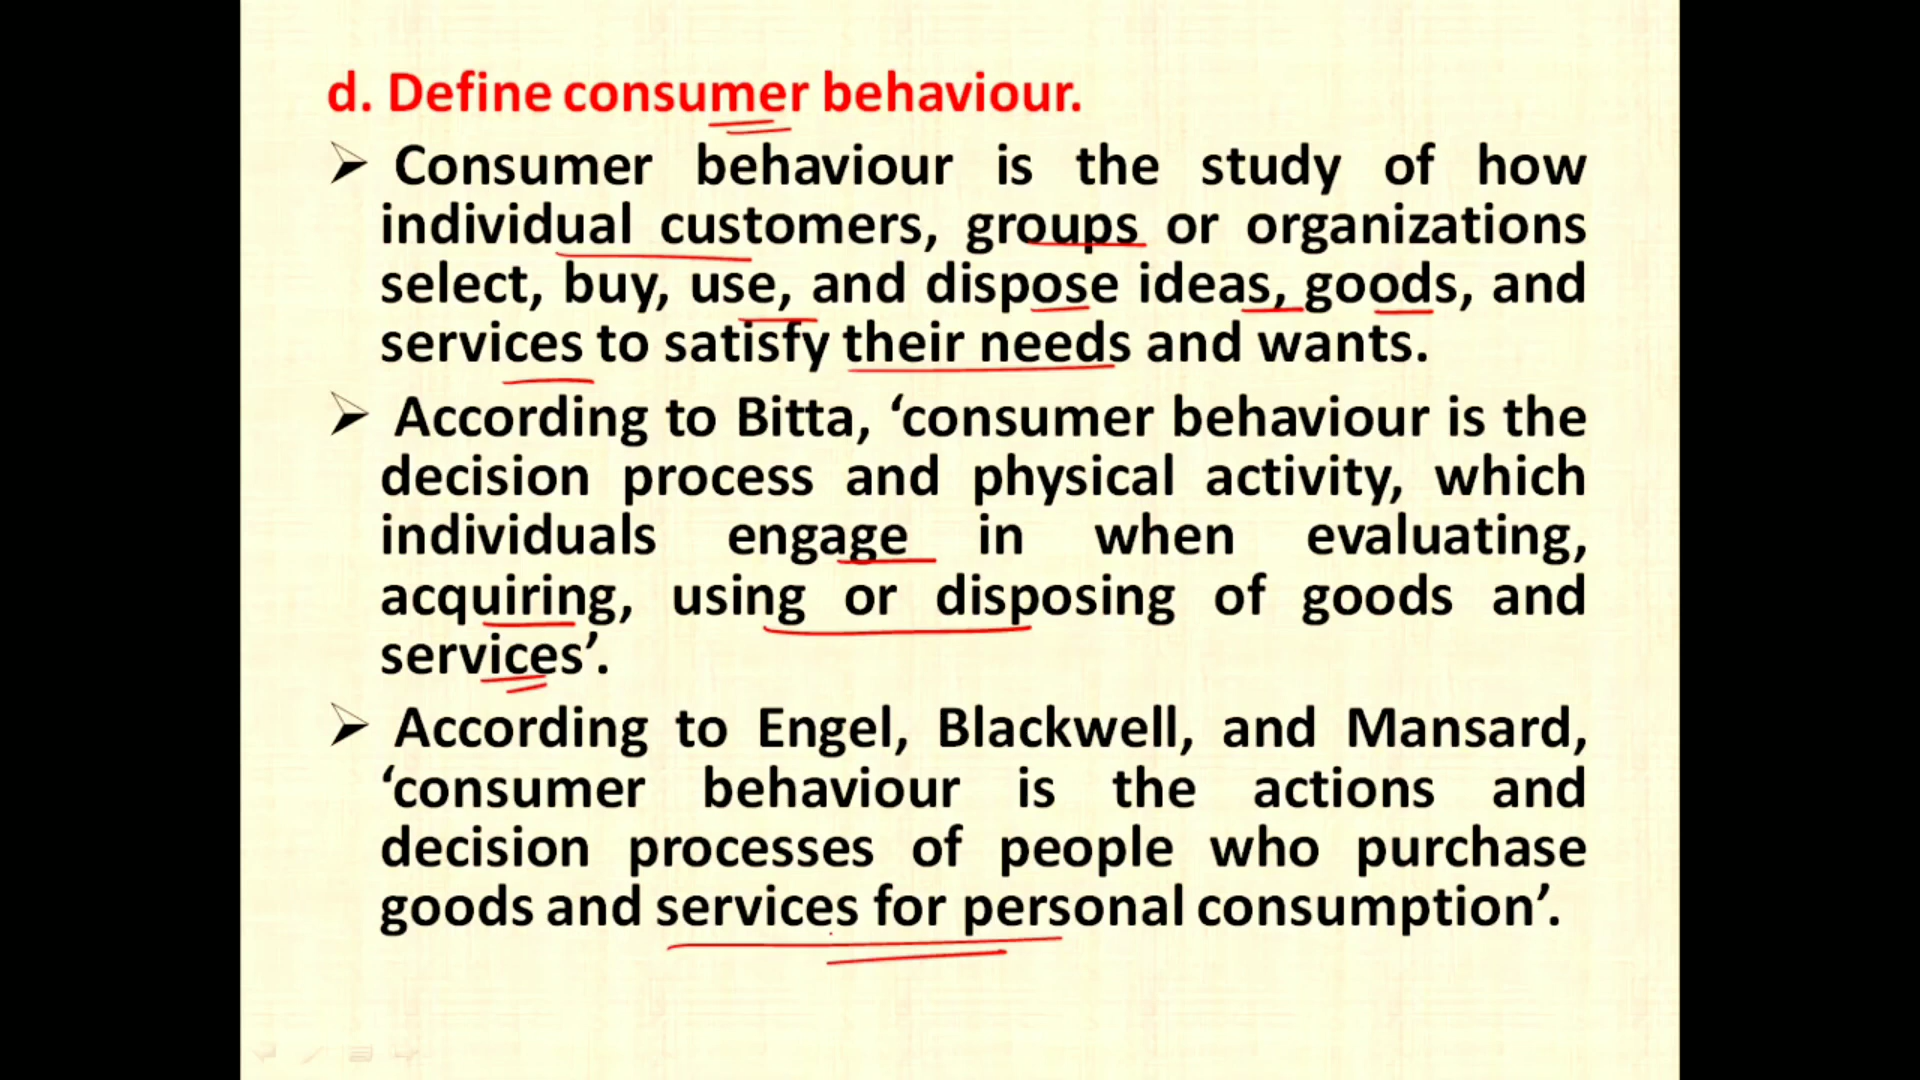 d. Define consumer behaviour.
Consumer behaviour is the study of how
individual customers, groups or organizations
select, buy, use, and dispose ideas, goods, and
services to satisfy their needs and wants.
According to Bitta, ‘consumer behaviour is the
decision process and physical activity, which
individuals engage in when evaluating,
acquiring, using or disposing of goods and
services’.
According to Engel, Blackwell, and Mansard,
‘consumer behaviour is the actions and
decision processes of people who purchase
goods and services for personal consumption’.